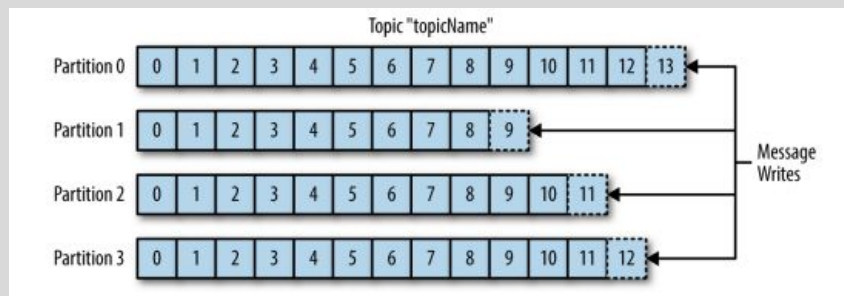 Topic "topicName"
Partition 0 0 1 2 3 4 5 6 7 8 9 10 11 12 13
Partition 1 0 1 2 3 4 5 6 7 8 9
Message
Writes
Partition 2 0 1 2 3 4 5 6 7 8 9 10 11
Partition 3 0 1 2 3 4 5 6 7 8 9 10 11 12